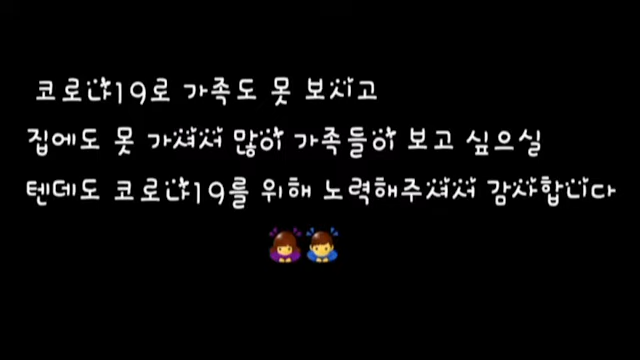 코로나19로 가족도 못 보시고
집에도 못 가셔서 많이 가족들이 보고 싶으실
텐데도 코로나19를 위해 노력해주셔서 감사합니다